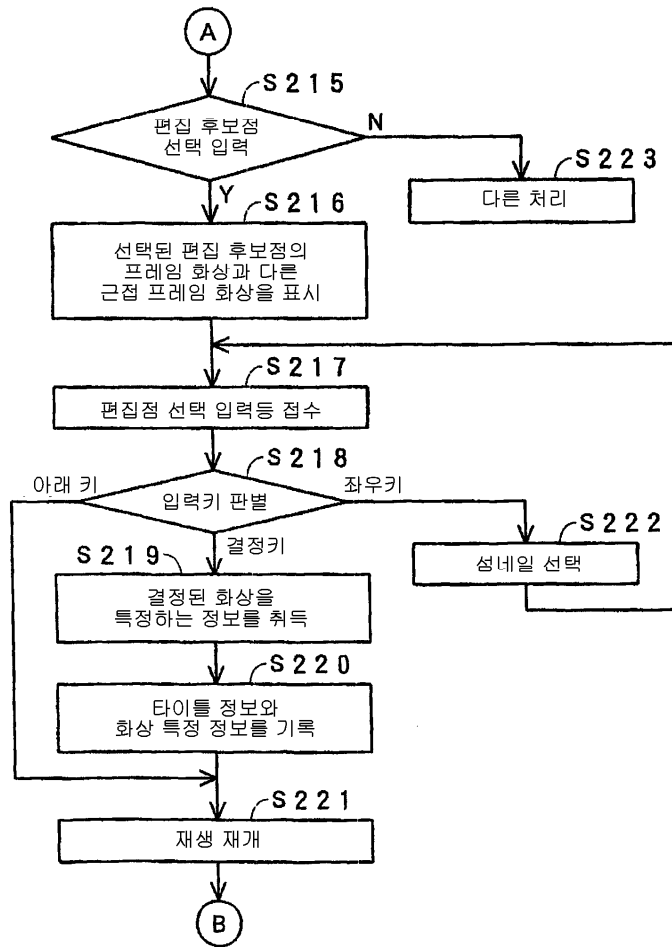 A
S215
편집 후보점
선택 입력
N
S223
다른 처리
Y
S216
선택된 편집 후보점의
프레임 화상과 다른
근접 프레임 화상을 표시
S217
편집점 선택 입력등 접수
S218
아래 키
입력키 판별
좌우키
S222
섬네일 선택
결정키
S219
결정된 화상을
특정하는 정보를 취득
S220
타이틀 정보와
화상 특정 정보를 기록
S221
재생 재개
B